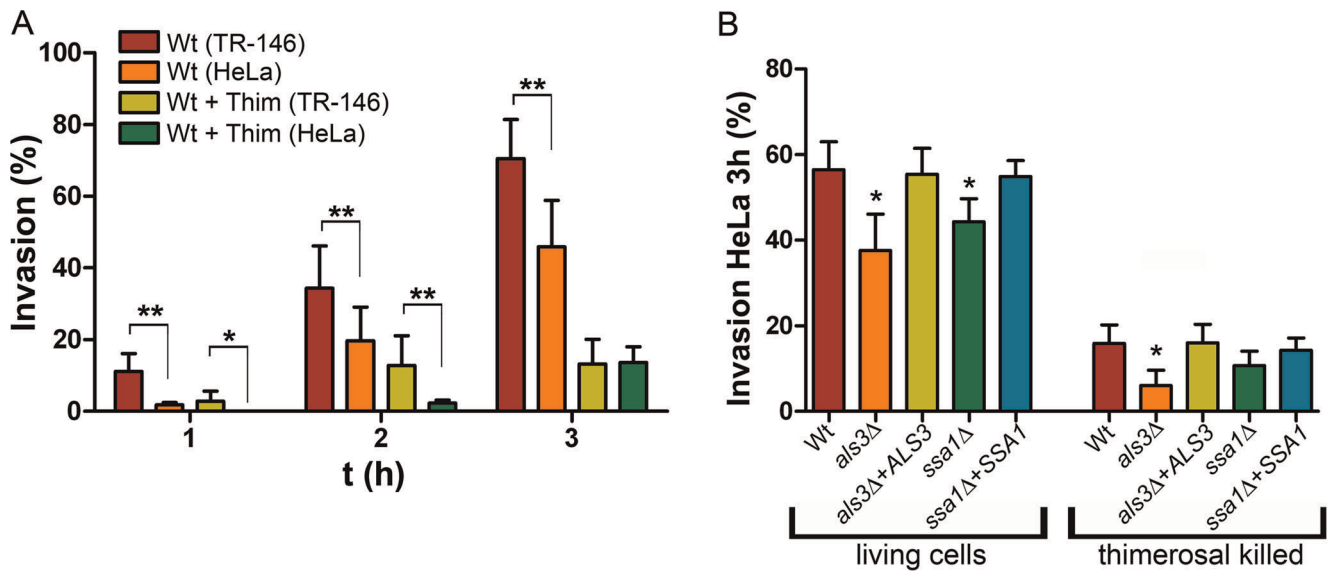 A
Invasion (%)
100
80
60
40
20
0
Wt (TR-146)
Wt (HeLa)
Wt + Thim (TR-146)
Wt + Thim (HeLa)
**
*
**
**
**
1
2
3
t (h)
B
Invasion HeLa 3h (%)
80
60
40
20
0
*
*
*
Wt
als3Δ
als3Δ+ALS3
ssa1Δ
ssa1Δ+SSA1
Wt
als3Δ
als3Δ+ALS3
ssa1Δ
ssa1Δ+SSA1
living cells
thimerosal killed